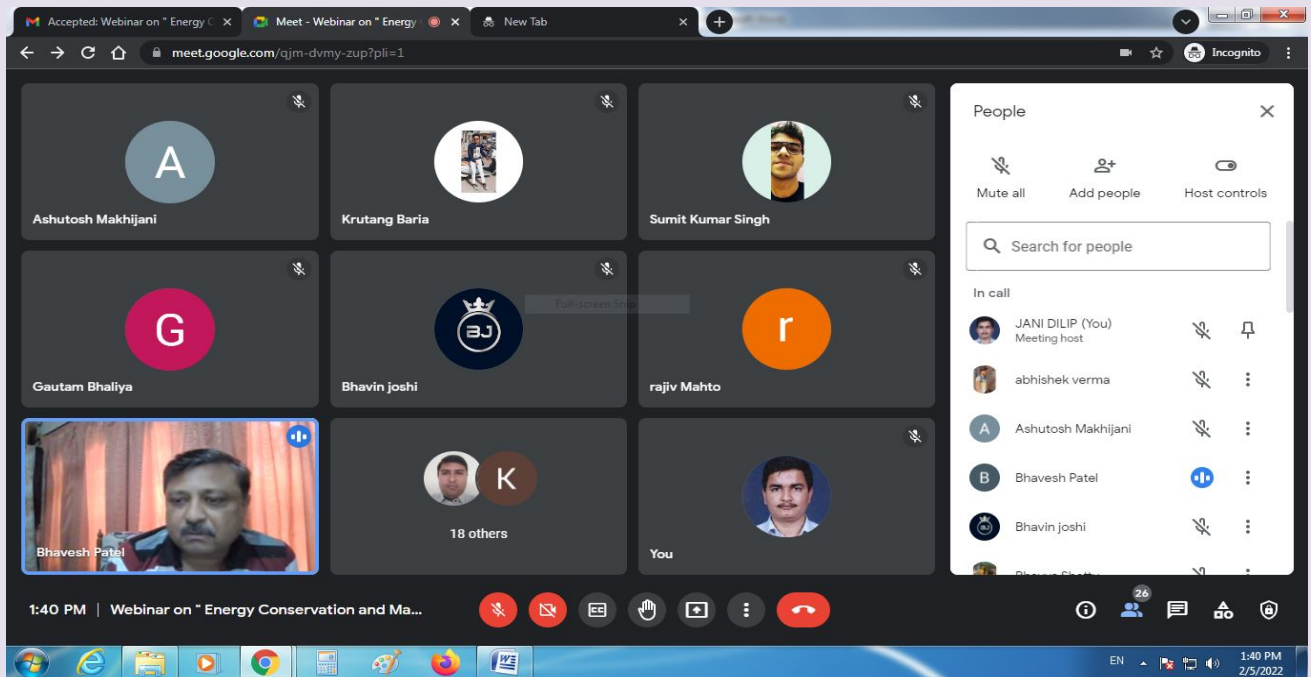 Accepted: Webinar on " Energy C
Meet - Webinar on " Energy
New Tab
meet.google.com/qjm-dvmy-zup?pli=1
Incognito
A
Ashutosh Makhijani
Krutang Baria
Sumit Kumar Singh
G
Gautam Bhaliya
BJ
Bhavin joshi
r
rajiv Mahto
Full-screen Snip
Bhavesh Patel
K
18 others
You
People
Mute all
Add people
Host controls
Search for people
In call
JANI DILIP (You)
Meeting host
abhishek verma
A Ashutosh Makhijani
B Bhavesh Patel
Bhavin joshi
1:40 PM | Webinar on " Energy Conservation and Ma...
CC
26
EN
1:40 PM
2/5/2022